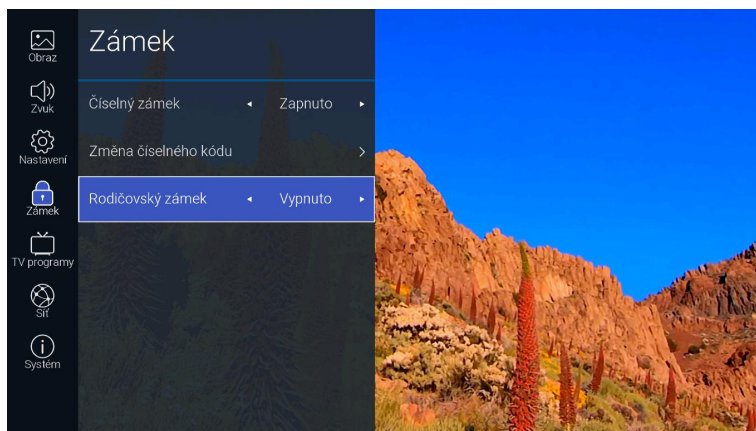 Obraz
Zvuk
Nastavení
Zámek
TV programy
Síť
Systém
Zámek
Číselný zámek Zapnuto
Změna číselného kódu
Rodičovský zámek Vypnuto